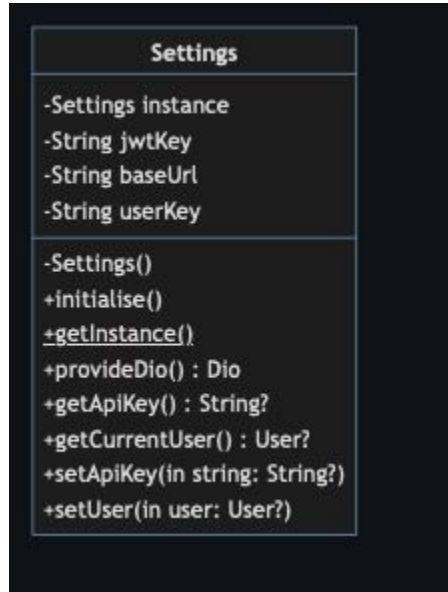 Settings
-Settings instance
-String jwtKey
-String baseUrl
-String userKey
-Settings()
+initialise()
+getInstance()
+provideDio() : Dio
+getApiKey() : String?
+getCurrentUser() : User?
+setApiKey(in string: String?)
+setUser(in user: User?)